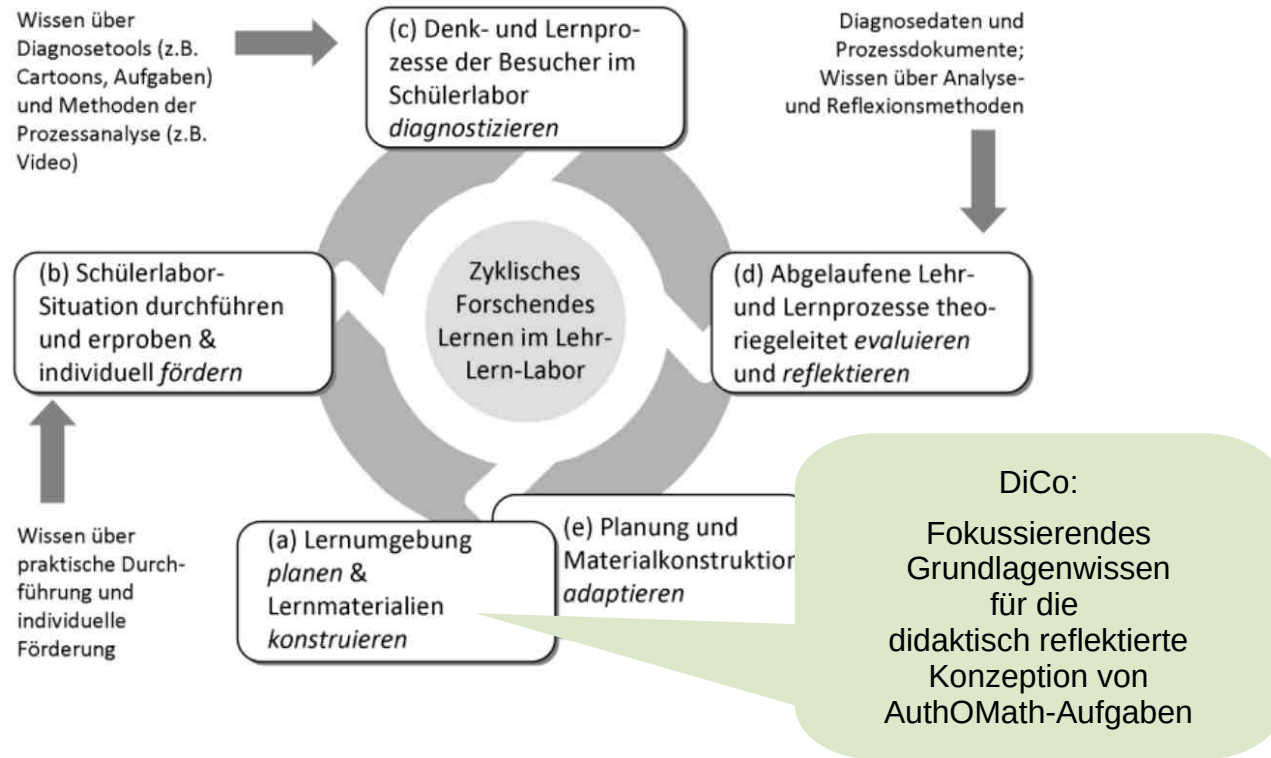 Wissen über
Diagnosetools (z.B.
Cartoons, Aufgaben)
und Methoden der
Prozessanalyse (z.B.
Video)
(c) Denk- und Lernpro-
zesse der Besucher im
Schülerlabor
diagnostizieren
Diagnosedaten und
Prozessdokumente;
Wissen über Analyse-
und Reflexionsmethoden
(b) Schülerlabor-
Situation durchführen
und erproben &
individuell fördern
Zyklisches
Forschendes
Lernen im Lehr-
Lern-Labor
(d) Abgelaufene Lehr-
und Lernprozesse theo-
riegeleitet evaluieren
und reflektieren
Wissen über
praktische Durch-
führung und
individuelle
Förderung
(a) Lernumgebung
planen &
Lernmaterialien
konstruieren
(e) Planung und
Materialkonstruktion
adaptieren
DiCo:
Fokussierendes
Grundlagenwissen
für die
didaktisch reflektierte
Konzeption von
AuthOMath-Aufgaben